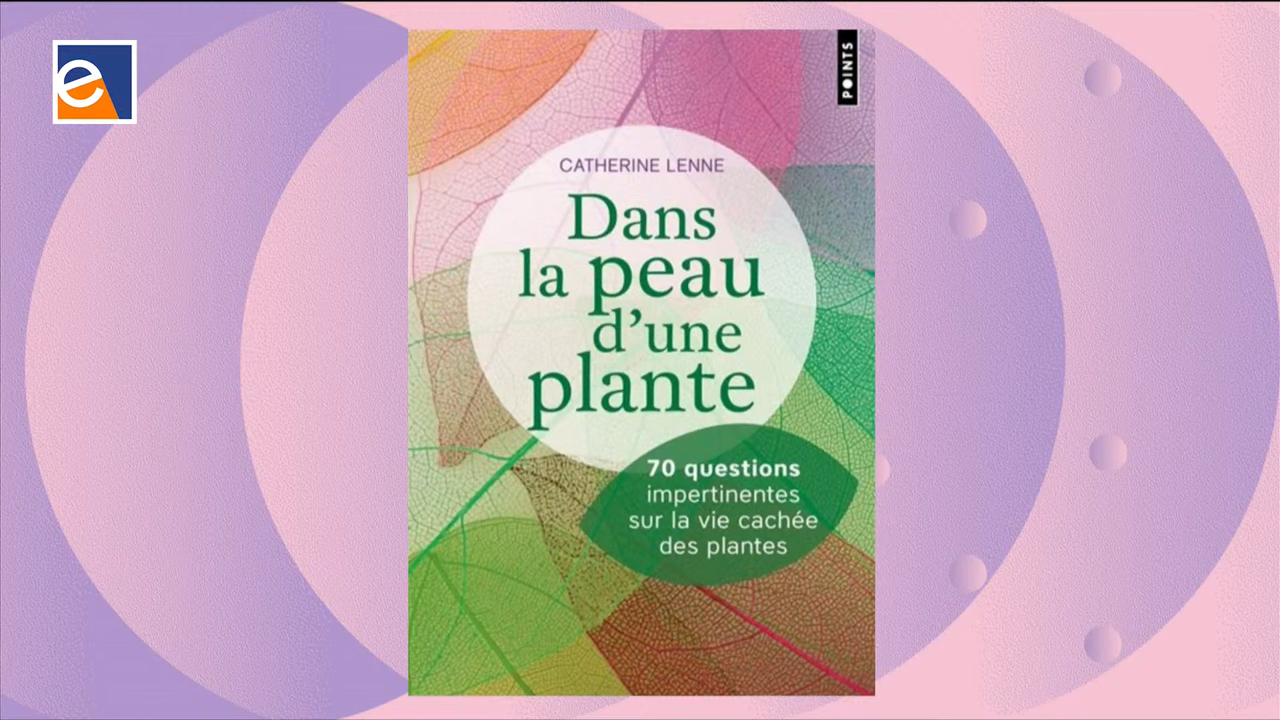 e
POINTS
CATHERINE LENNE
Dans
la peau
d'une
plante
70 questions
impertinentes
sur la vie cachée
des plantes